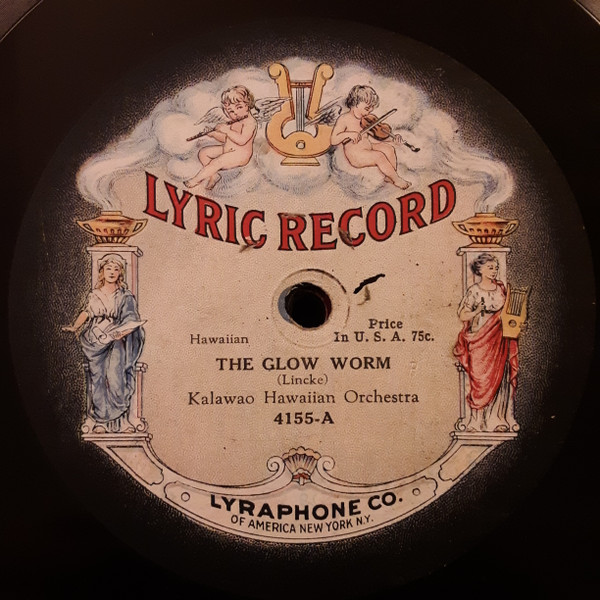 LYRIC RECORD
Price
Hawaiian In U. S. A. 75c.
THE GLOW WORM
(Lincke)
Kalawao Hawaiian Orchestra
4155-A
LYRAPHONE CO.
OF AMERICA NEW YORK N.Y.